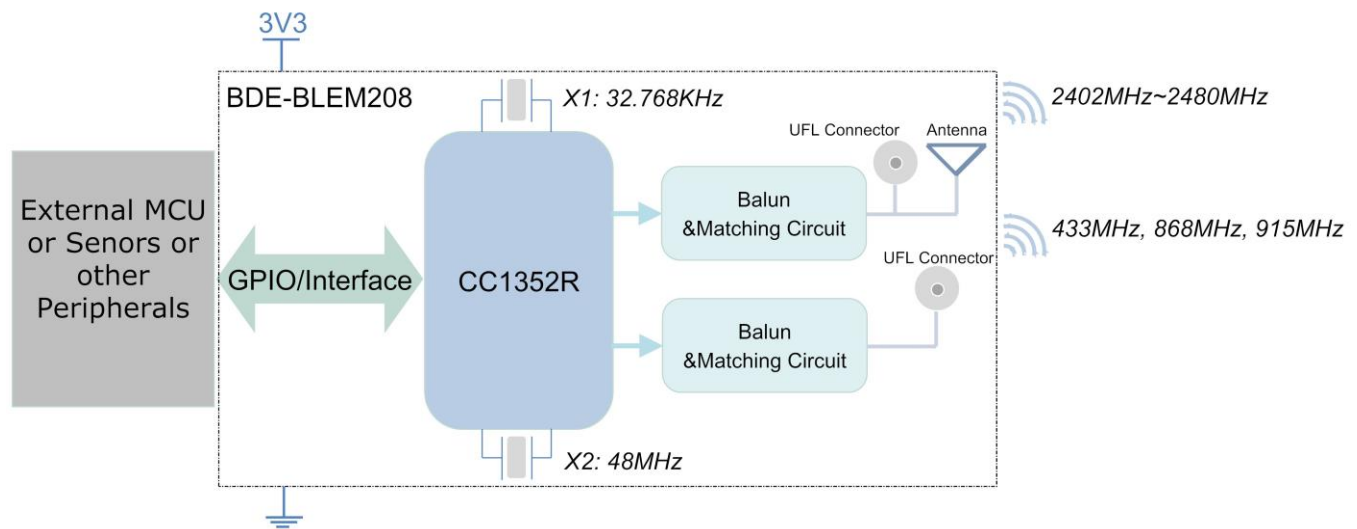 3V3
BDE-BLEM208
X1: 32.768KHz
2402MHz~2480MHz
UFL Connector
Antenna
External MCU
or Senors or
other
Peripherals
GPIO/Interface
CC1352R
Balun
&Matching Circuit
433MHz, 868MHz, 915MHz
UFL Connector
Balun
&Matching Circuit
X2: 48MHz